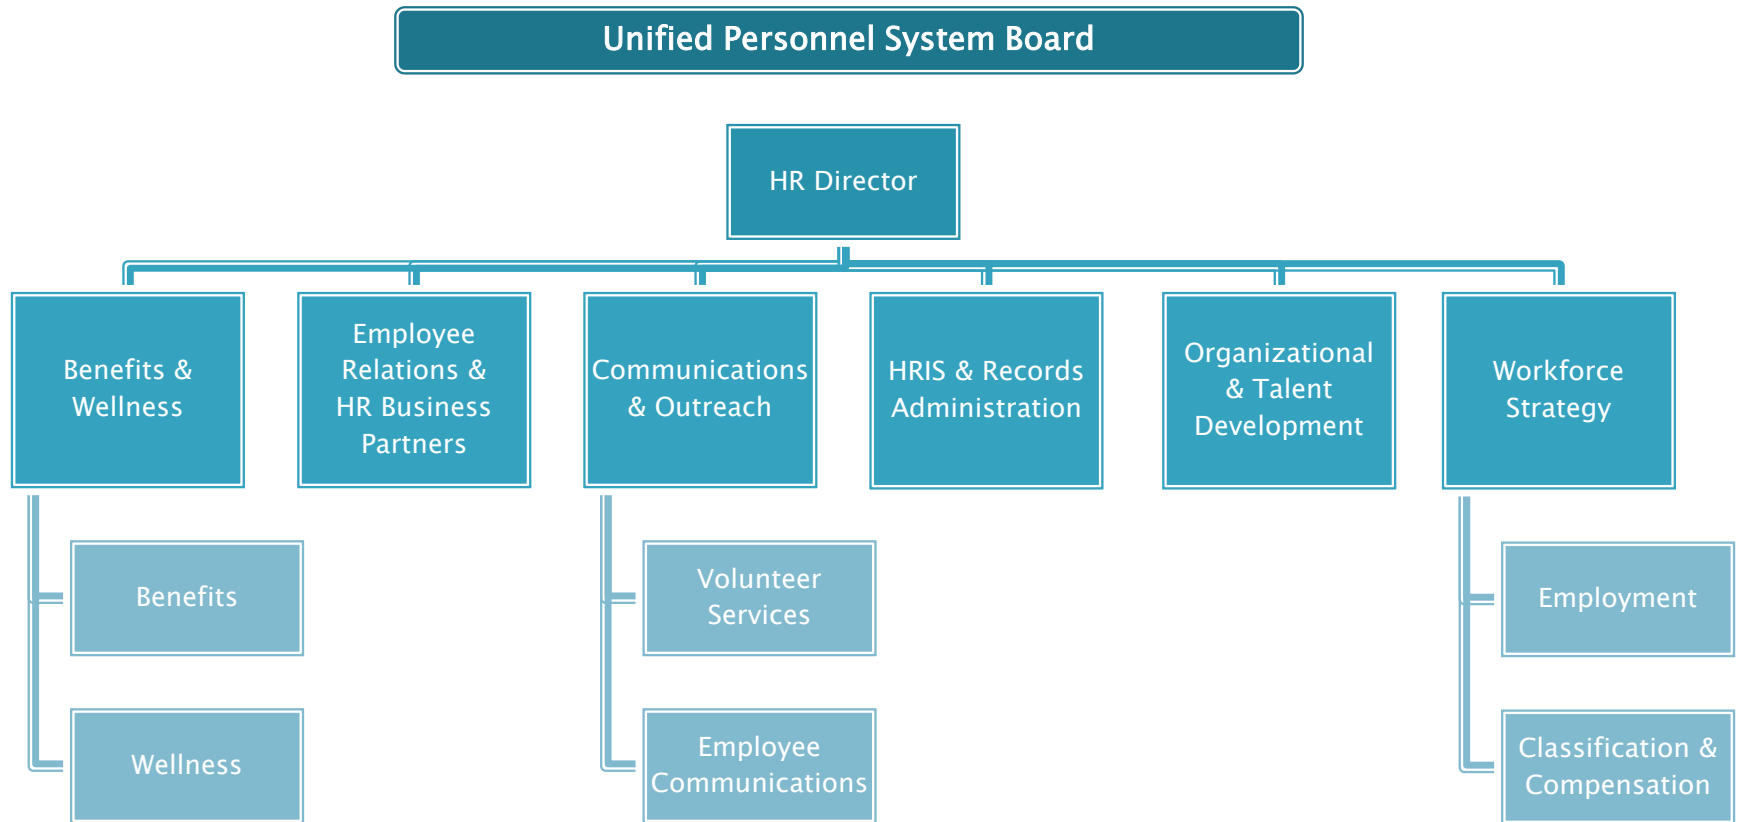 Unified Personnel System Board
HR Director
Benefits &
Wellness
Employee
Relations &
HR Business
Partners
Communications
& Outreach
HRIS & Records
Administration
Organizational
& Talent
Development
Workforce
Strategy
Benefits
Volunteer
Services
Employment
Wellness
Employee
Communications
Classification &
Compensation